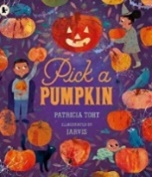 Pick a
PUMPKIN
PATRICIA TOHT
ILLUSTRATED BY
JARVIS